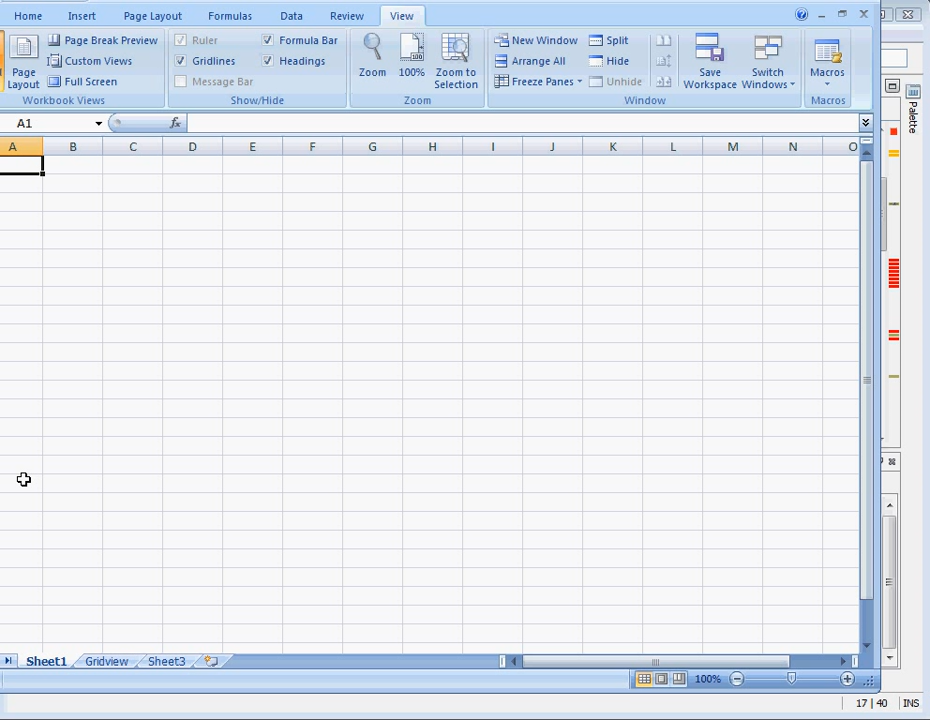 Home Insert Page Layout Formulas Data Review View
Page Break Preview Ruler Formula Bar New Window Split
Page Layout Custom Views Gridlines Headings Zoom 100% Zoom to Selection Arrange All Hide Save Workspace Switch Windows Macros
Full Screen Message Bar Freeze Panes Unhide
Workbook Views Show/Hide Zoom Window Macros
A1 fx
Palette
A B C D E F G H I J K L M N O
Sheet1 Gridview Sheet3
100%
17 | 40 INS